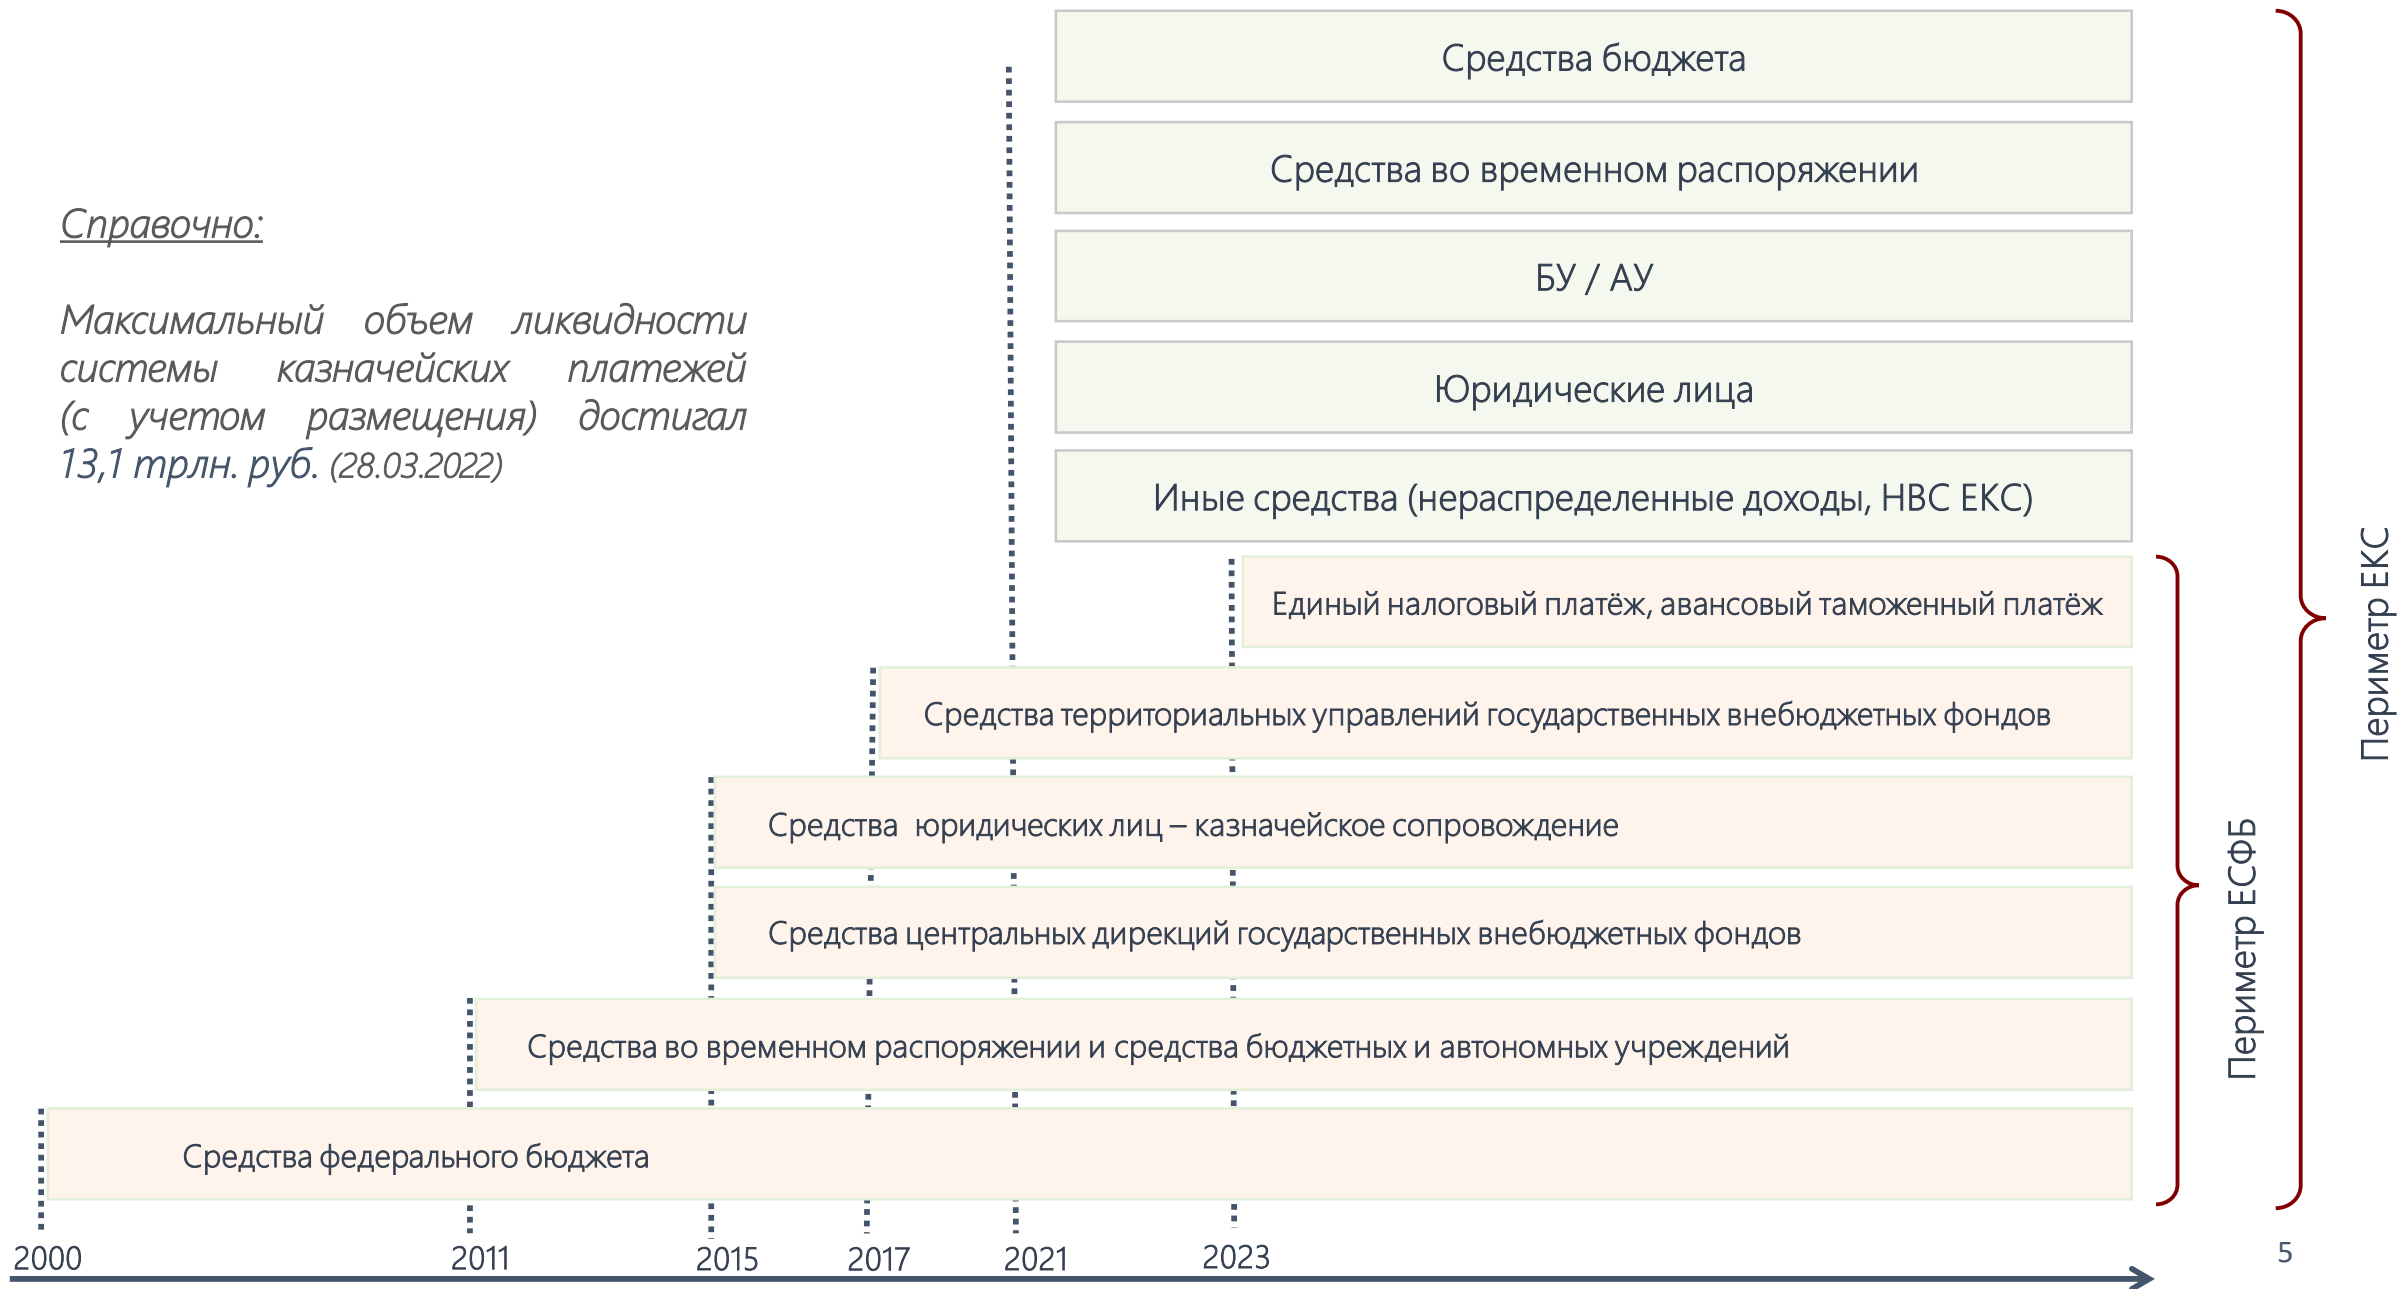 Средства бюджета
Средства во временном распоряжении
БУ / АУ
Юридические лица
Иные средства (нераспределенные доходы, НВС ЕКС)
Справочно:
Максимальный объем ликвидности
системы казначейских платежей
(с учетом размещения) достигал
13,1 трлн. руб. (28.03.2022)
Единый налоговый платёж, авансовый таможенный платёж
Средства территориальных управлений государственных внебюджетных фондов
Средства юридических лиц – казначейское сопровождение
Средства центральных дирекций государственных внебюджетных фондов
Средства во временном распоряжении и средства бюджетных и автономных учреждений
Средства федерального бюджета
Периметр ЕСФБ
Периметр ЕКС
2000 2011 2015 2017 2021 2023
5